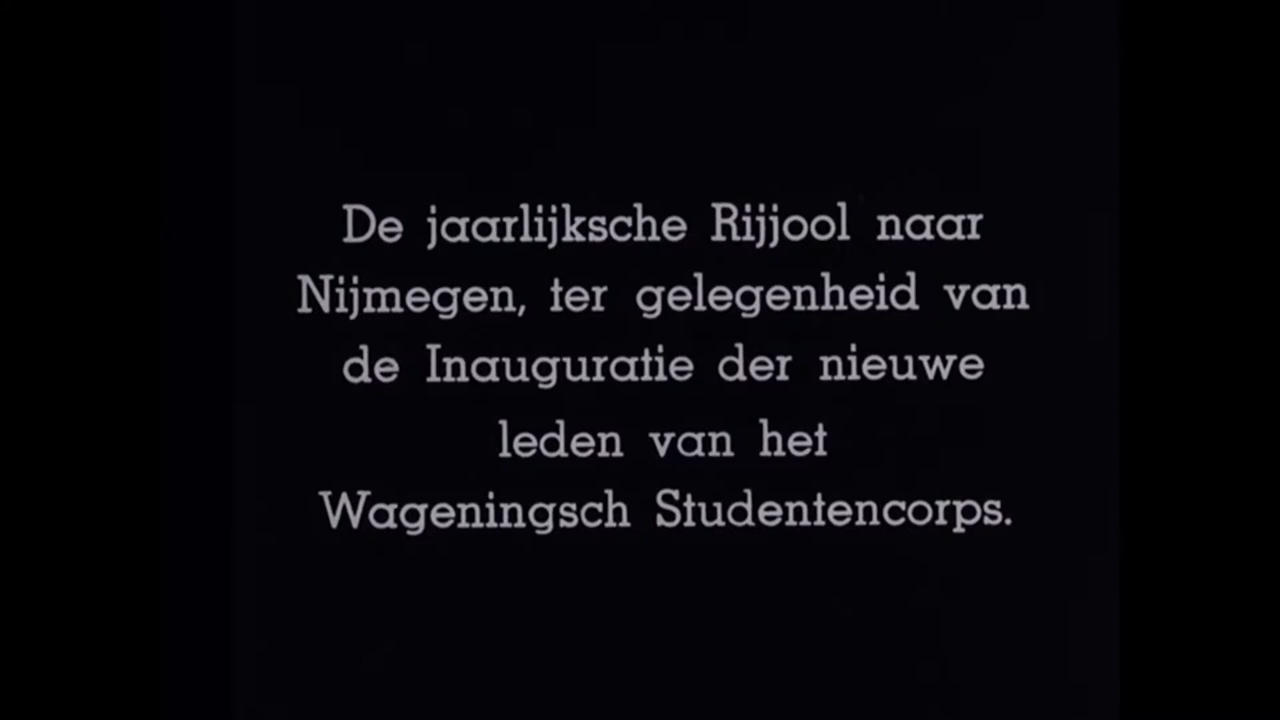 De jaarlijksche Rijjool naar
Nijmegen, ter gelegenheid van
de Inauguratie der nieuwe
leden van het
Wageningsch Studentencorps.